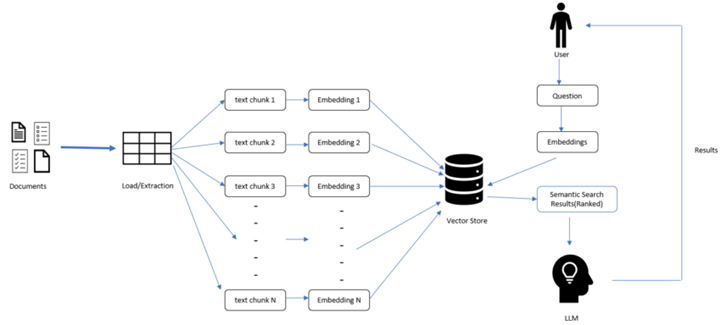 User
text chunk 1
Embedding 1
Question
text chunk 2
Embedding 2
Embeddings
Results
Documents
Load/Extraction
text chunk 3
Embedding 3
Vector Store
Semantic Search
Results(Ranked)
text chunk N
Embedding N
LLM